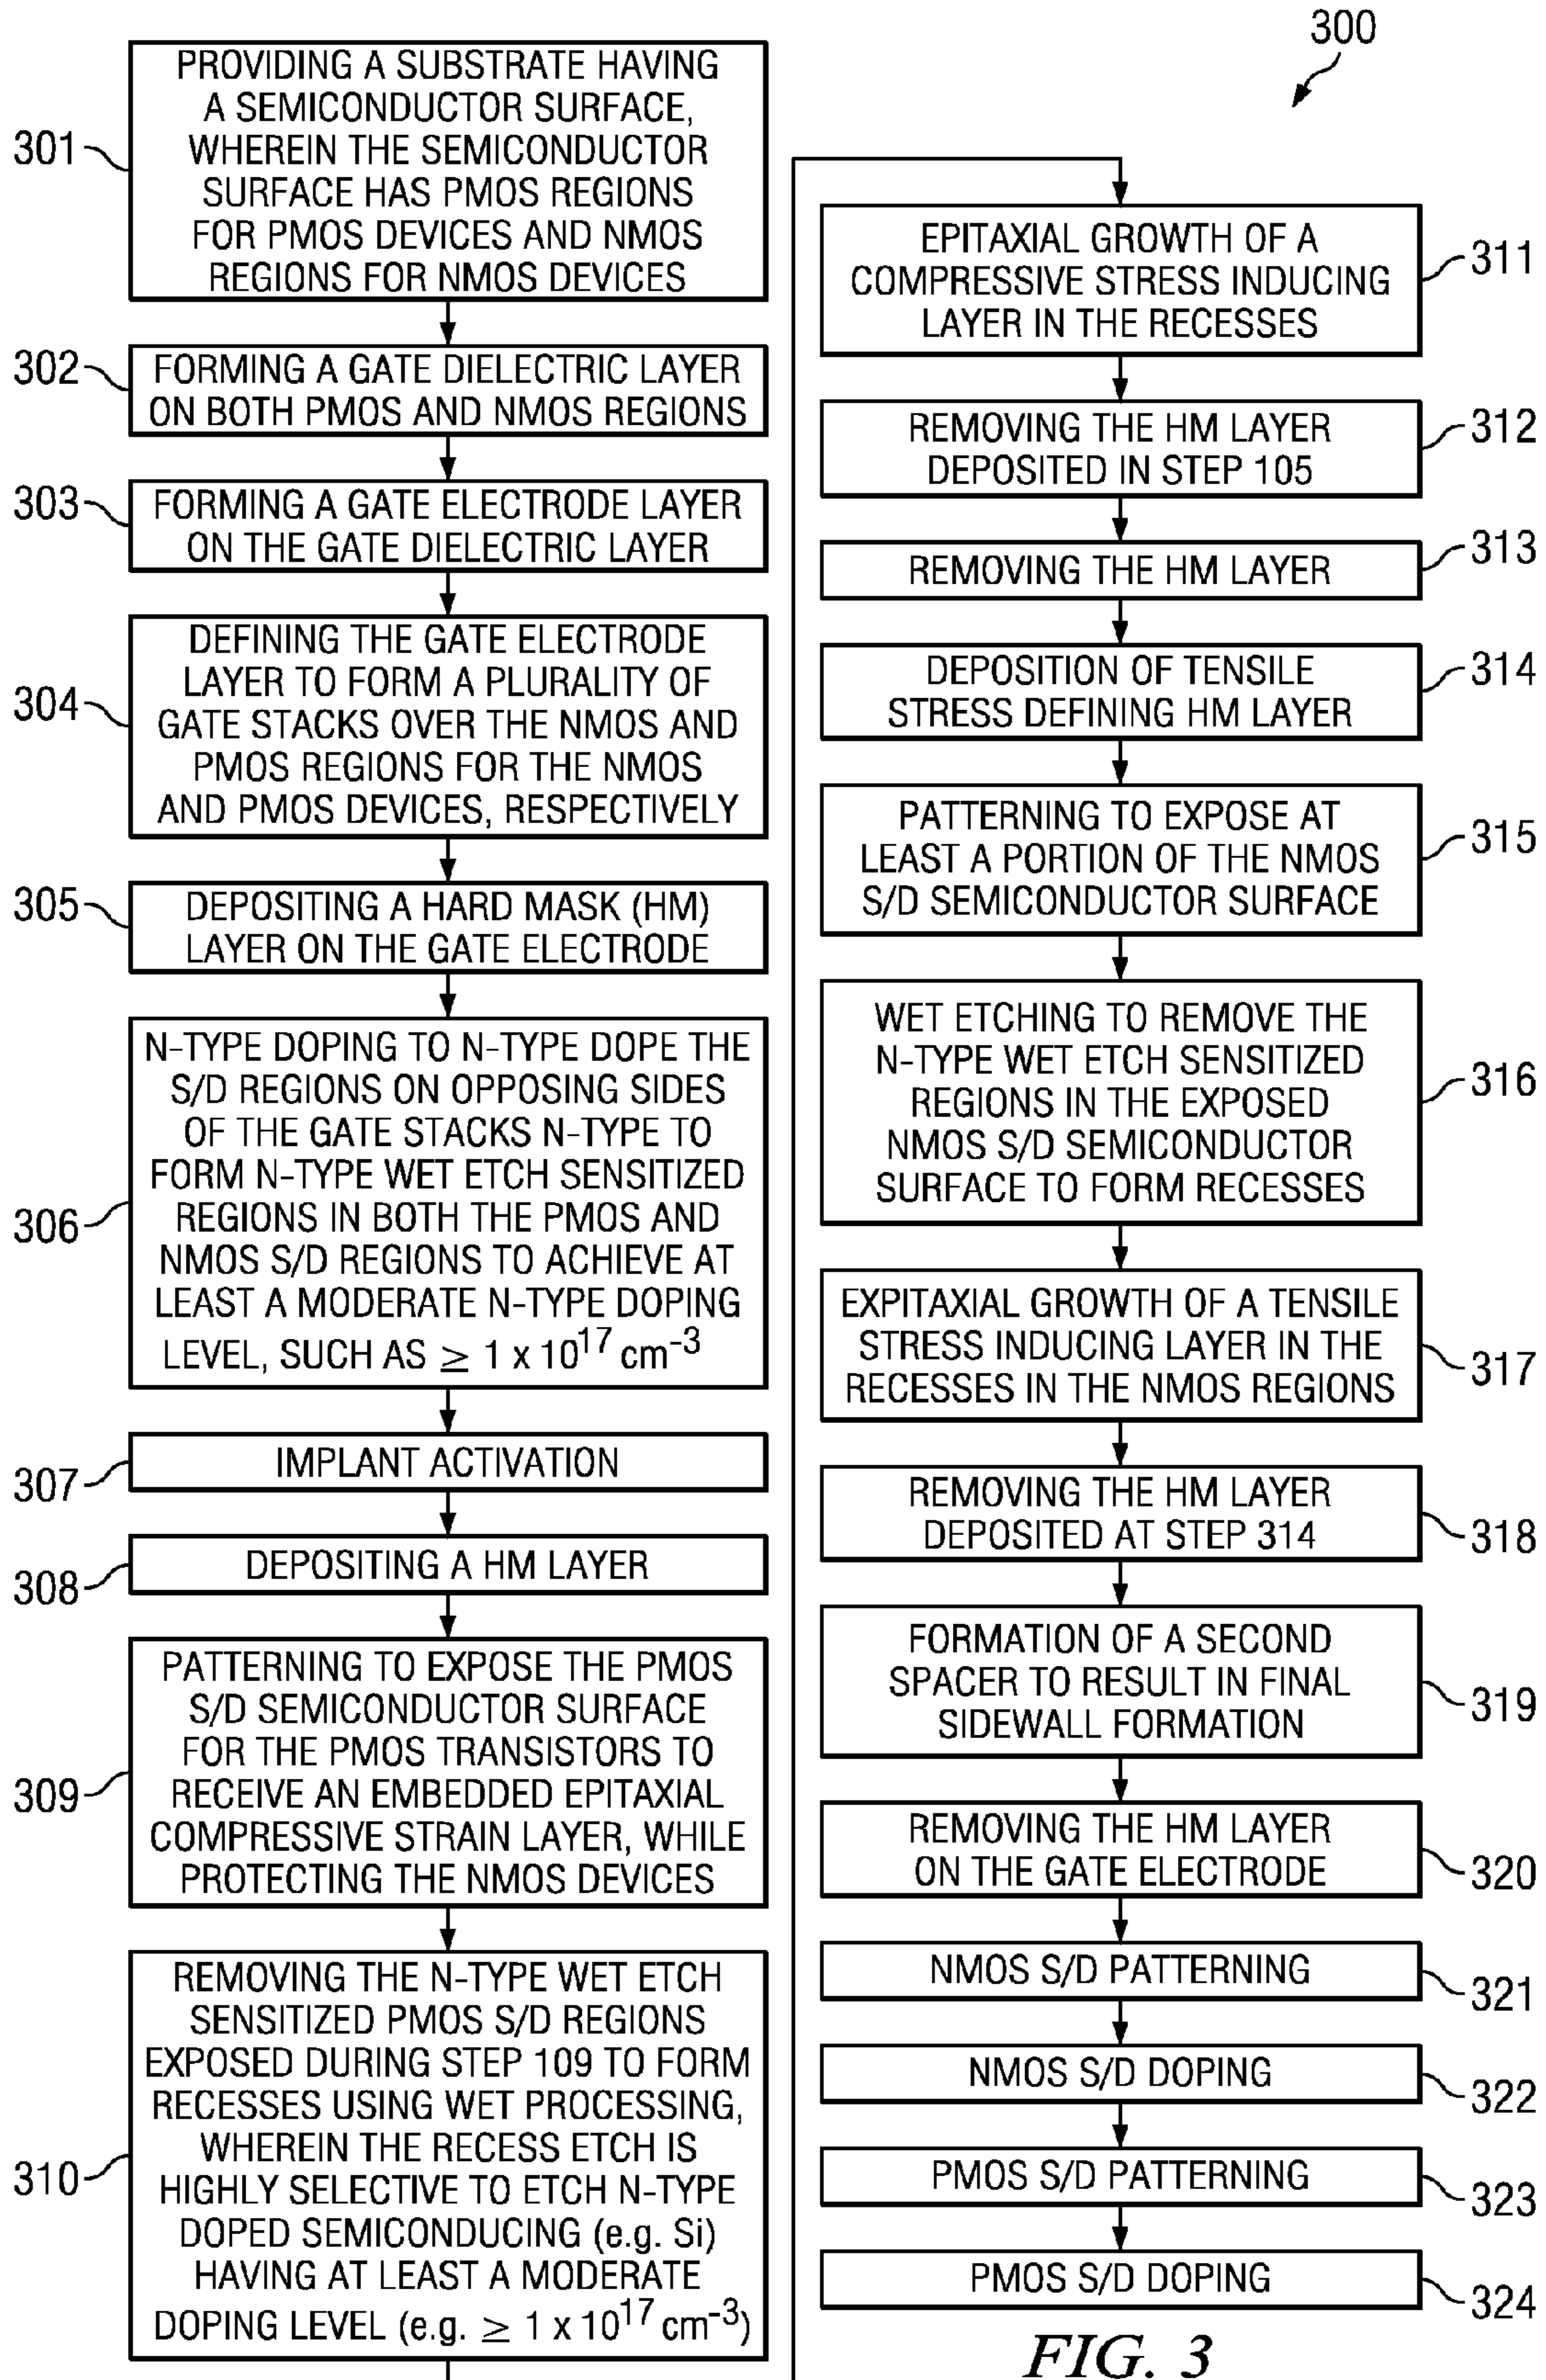 300
301
PROVIDING A SUBSTRATE HAVING
A SEMICONDUCTOR SURFACE,
WHEREIN THE SEMICONDUCTOR
SURFACE HAS PMOS REGIONS
FOR PMOS DEVICES AND NMOS
REGIONS FOR NMOS DEVICES
302
FORMING A GATE DIELECTRIC LAYER
ON BOTH PMOS AND NMOS REGIONS
303
FORMING A GATE ELECTRODE LAYER
ON THE GATE DIELECTRIC LAYER
304
DEFINING THE GATE ELECTRODE
LAYER TO FORM A PLURALITY OF
GATE STACKS OVER THE NMOS AND
PMOS REGIONS FOR THE NMOS
AND PMOS DEVICES, RESPECTIVELY
305
DEPOSITING A HARD MASK (HM)
LAYER ON THE GATE ELECTRODE
306
N-TYPE DOPING TO N-TYPE DOPE THE
S/D REGIONS ON OPPOSING SIDES
OF THE GATE STACKS N-TYPE TO
FORM N-TYPE WET ETCH SENSITIZED
REGIONS IN BOTH THE PMOS AND
NMOS S/D REGIONS TO ACHIEVE AT
LEAST A MODERATE N-TYPE DOPING
LEVEL, SUCH AS ≥ 1 x 10¹⁷ cm⁻³
307
IMPLANT ACTIVATION
308
DEPOSITING A HM LAYER
309
PATTERNING TO EXPOSE THE PMOS
S/D SEMICONDUCTOR SURFACE
FOR THE PMOS TRANSISTORS TO
RECEIVE AN EMBEDDED EPITAXIAL
COMPRESSIVE STRAIN LAYER, WHILE
PROTECTING THE NMOS DEVICES
310
REMOVING THE N-TYPE WET ETCH
SENSITIZED PMOS S/D REGIONS
EXPOSED DURING STEP 109 TO FORM
RECESSES USING WET PROCESSING,
WHEREIN THE RECESS ETCH IS
HIGHLY SELECTIVE TO ETCH N-TYPE
DOPED SEMICONDUCING (e.g. Si)
HAVING AT LEAST A MODERATE
DOPING LEVEL (e.g. ≥ 1 x 10¹⁷ cm⁻³)
EPITAXIAL GROWTH OF A
COMPRESSIVE STRESS INDUCING
LAYER IN THE RECESSES
311
REMOVING THE HM LAYER
DEPOSITED IN STEP 105
312
REMOVING THE HM LAYER
313
DEPOSITION OF TENSILE
STRESS DEFINING HM LAYER
314
PATTERNING TO EXPOSE AT
LEAST A PORTION OF THE NMOS
S/D SEMICONDUCTOR SURFACE
315
WET ETCHING TO REMOVE THE
N-TYPE WET ETCH SENSITIZED
REGIONS IN THE EXPOSED
NMOS S/D SEMICONDUCTOR
SURFACE TO FORM RECESSES
316
EXPITAXIAL GROWTH OF A TENSILE
STRESS INDUCING LAYER IN THE
RECESSES IN THE NMOS REGIONS
317
REMOVING THE HM LAYER
DEPOSITED AT STEP 314
318
FORMATION OF A SECOND
SPACER TO RESULT IN FINAL
SIDEWALL FORMATION
319
REMOVING THE HM LAYER
ON THE GATE ELECTRODE
320
NMOS S/D PATTERNING
321
NMOS S/D DOPING
322
PMOS S/D PATTERNING
323
PMOS S/D DOPING
324
FIG. 3